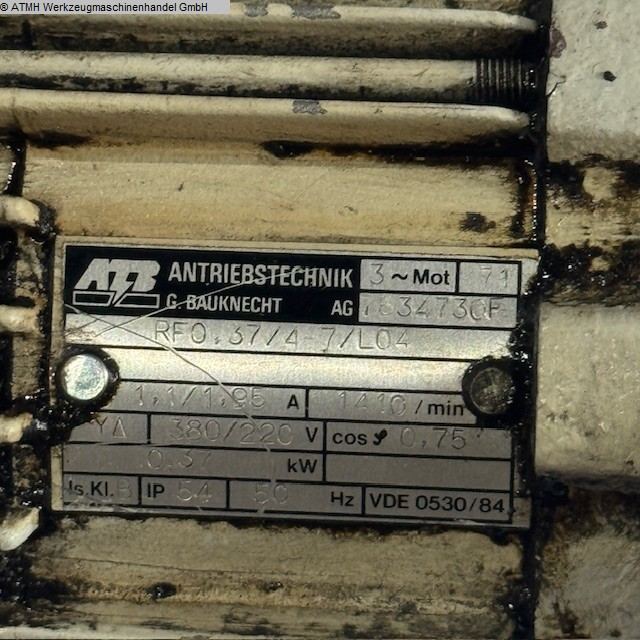 © ATMH Werkzeugmaschinenhandel GmbH
ATB ANTRIEBSTECHNIK 3 ~ Mot 71
G. BAUKNECHT AG
RF0.37/4-7/L04
1,1/1,95 A 1410 /min
Y∆ 380/220 V cos φ 0,75
0,37 kW
Is.Kl. B IP 54 50 Hz VDE 0530/84